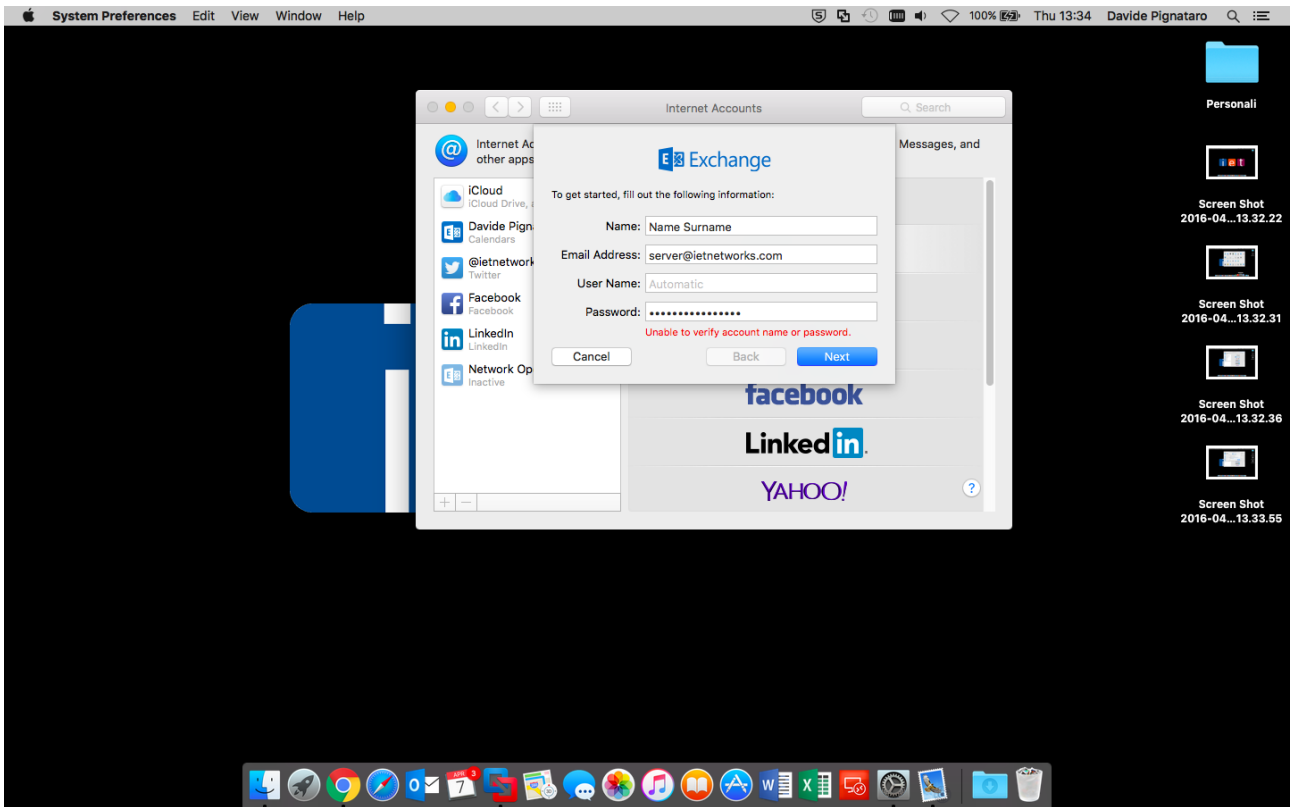 System Preferences Edit View Window Help
100% Thu 13:34 Davide Pignataro
Personali
Screen Shot
2016-04...13.32.22
Screen Shot
2016-04...13.32.31
Screen Shot
2016-04...13.32.36
Screen Shot
2016-04...13.33.55
Internet Accounts
Search
Internet Ac
other apps
Messages, and
iCloud
iCloud Drive,
Davide Pign
Calendars
@ietnetwork
Twitter
Facebook
Facebook
LinkedIn
LinkedIn
Network Op
Inactive
Exchange
To get started, fill out the following information:
Name: Name Surname
Email Address: server@ietnetworks.com
User Name: Automatic
Password: ••••••••••••••••
Unable to verify account name or password.
Cancel Back Next
facebook
LinkedIn
YAHOO!
?
APR 3
7